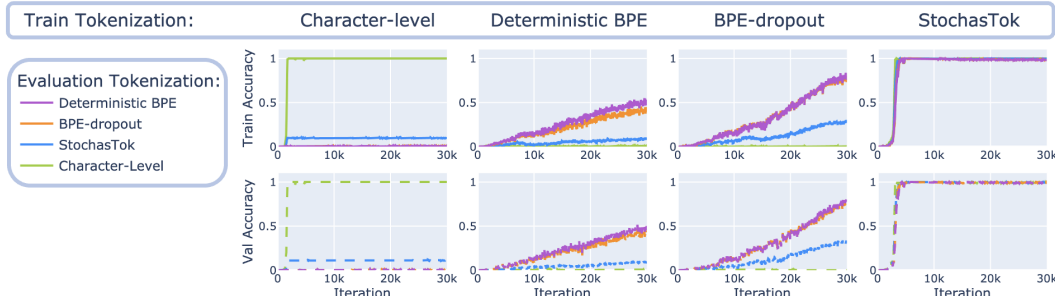 Train Tokenization: Character-level Deterministic BPE BPE-dropout StochasTok
Evaluation Tokenization:
Deterministic BPE
BPE-dropout
StochasTok
Character-Level
Train Accuracy
1 1 1 1
0.5 0.5 0.5 0.5
0 0 0 0
10k 20k 30k 0 10k 20k 30k 0 10k 20k 30k 0 10k 20k 30k
Val Accuracy
1 1 1 1
0.5 0.5 0.5 0.5
0 0 0 0
0 10k 20k 30k 0 10k 20k 30k 0 10k 20k 30k 0 10k 20k 30k
Iteration Iteration Iteration Iteration